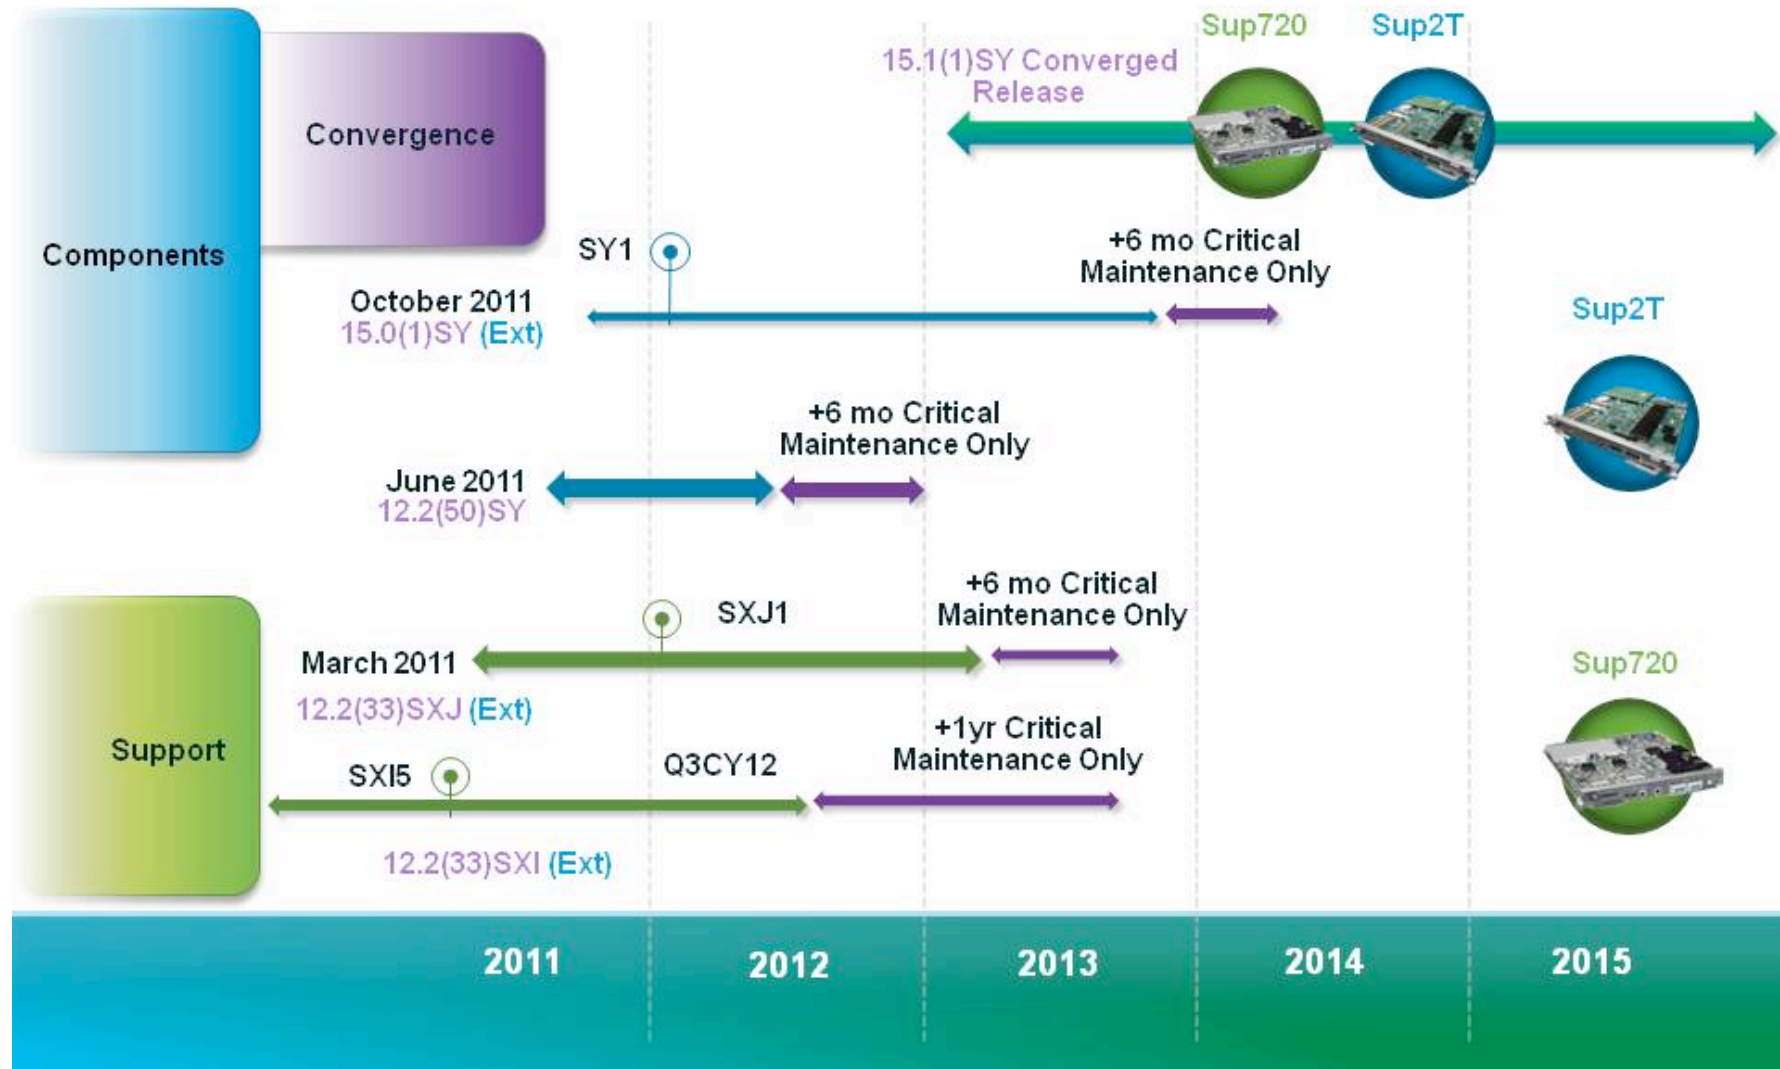 Sup720
Sup2T
15.1(1)SY Converged
Release
Convergence
Components
SY1
+6 mo Critical
Maintenance Only
October 2011
15.0(1)SY (Ext)
Sup2T
+6 mo Critical
Maintenance Only
June 2011
12.2(50)SY
+6 mo Critical
Maintenance Only
SXJ1
March 2011
12.2(33)SXJ (Ext)
Sup720
Support
+1yr Critical
Maintenance Only
SXI5
Q3CY12
12.2(33)SXI (Ext)
2011
2012
2013
2014
2015